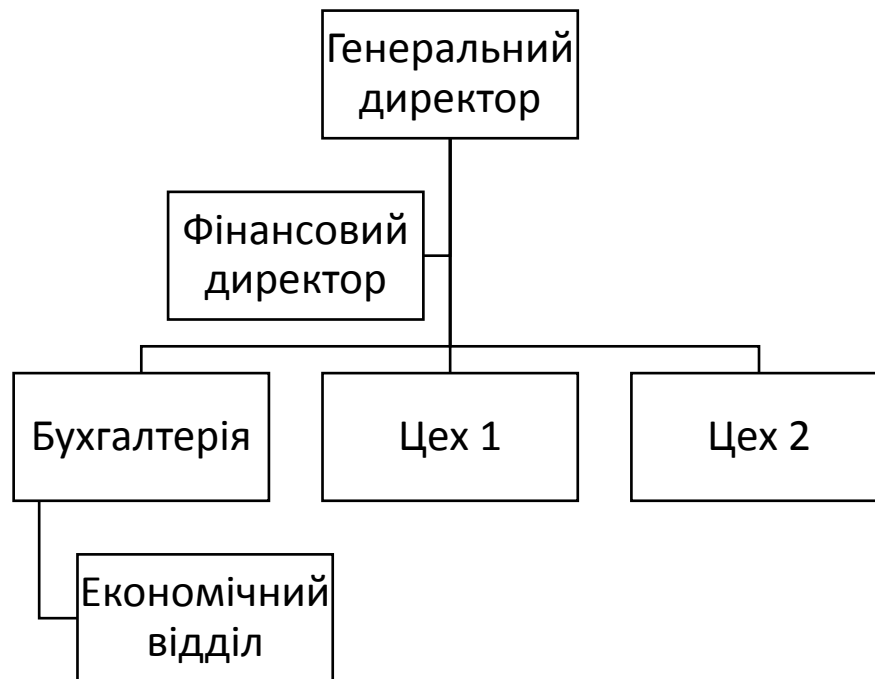 Генеральний
директор
Фінансовий
директор
Бухгалтерія
Цех 1
Цех 2
Економічний
відділ